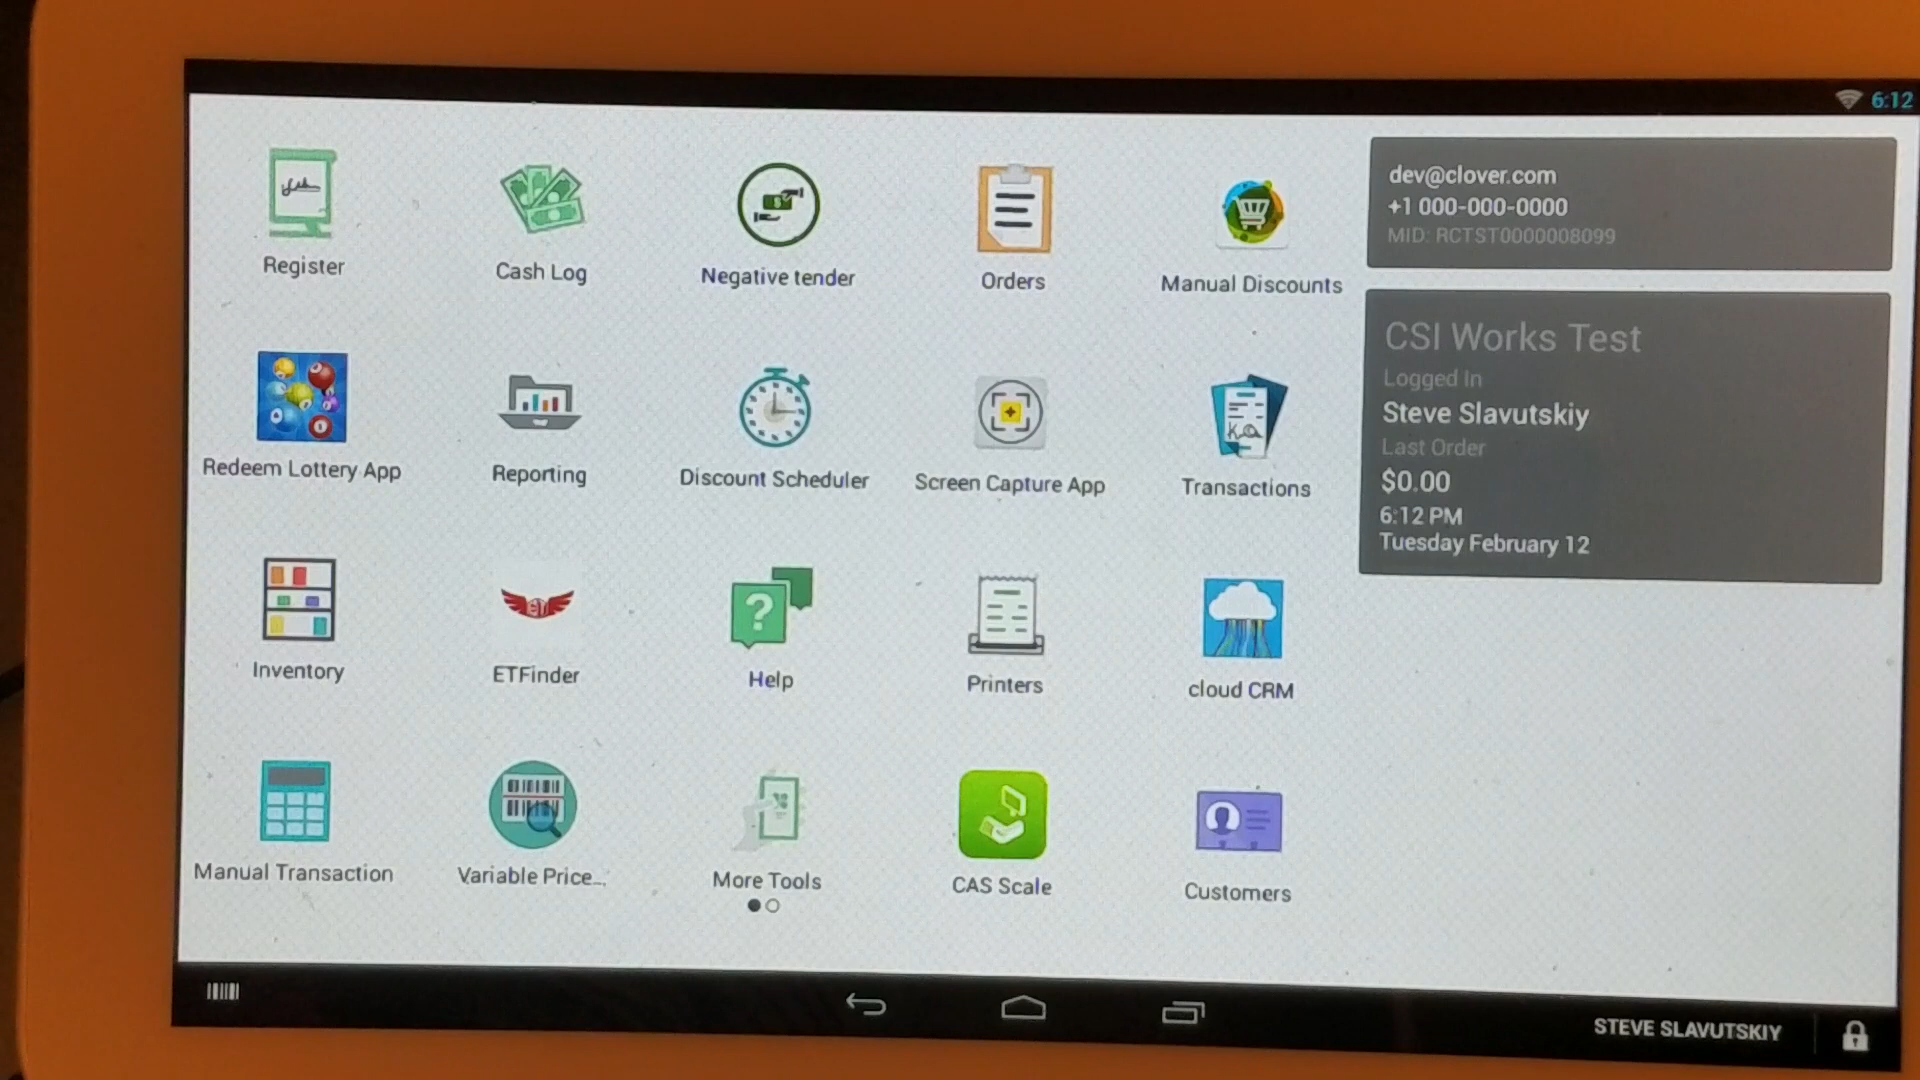 6:12
Register
Cash Log
Negative tender
Orders
Manual Discounts
Redeem Lottery App
Reporting
Discount Scheduler
Screen Capture App
Transactions
Inventory
ETFinder
Help
Printers
cloud CRM
Manual Transaction
Variable Price...
More Tools
CAS Scale
Customers
dev@clover.com
+1 000-000-0000
MID: RCTST0000008099
CSI Works Test
Logged In
Steve Slavutskiy
Last Order
$0.00
6:12 PM
Tuesday February 12
STEVE SLAVUTSKIY